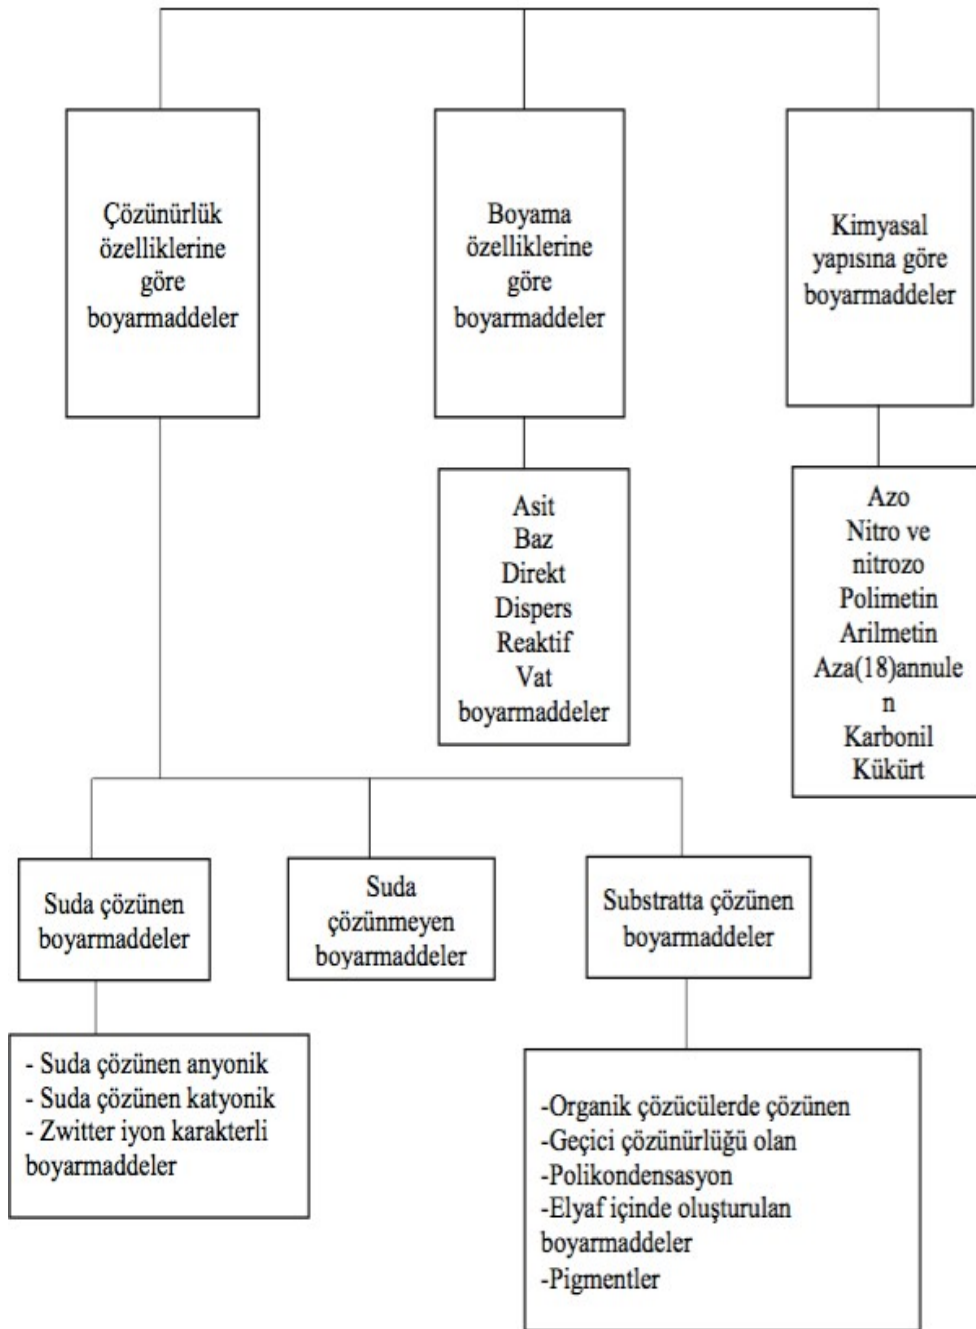 Çözünürlük
özelliklerine
göre
boyarmaddeler
Boyama
özelliklerine
göre
boyarmaddeler
Kimyasal
yapısına göre
boyarmaddeler
Asit
Baz
Direkt
Dispers
Reaktif
Vat
boyarmaddeler
Azo
Nitro ve
nitrozo
Polimetin
Arilmetin
Aza(18)annule
n
Karbonil
Kükürt
Suda çözünen
boyarmaddeler
Suda
çözünmeyen
boyarmaddeler
Substratta çözünen
boyarmaddeler
- Suda çözünen anyonik
- Suda çözünen katyonik
- Zwitter iyon karakterli
boyarmaddeler
-Organik çözücülerde çözünen
-Geçici çözünürlüğü olan
-Polikondensasyon
-Elyaf içinde oluşturulan
boyarmaddeler
-Pigmentler